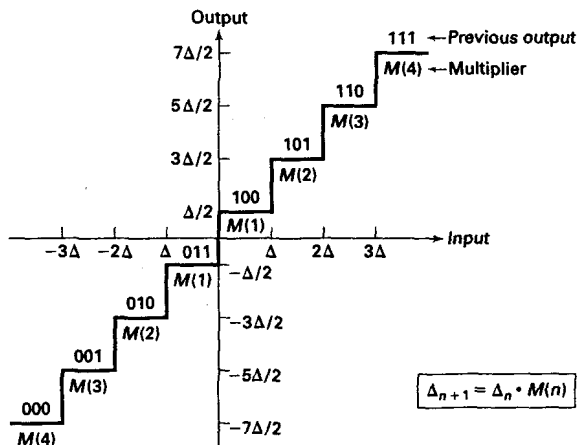 Output
111 ←Previous output
7Δ/2
M(4) ←Multiplier
110
5Δ/2
M(3)
101
3Δ/2
M(2)
100
Δ/2
M(1)
Input
-3Δ -2Δ Δ 011 Δ 2Δ 3Δ
M(1) -Δ/2
010
M(2) -3Δ/2
001
M(3) -5Δ/2
Δn+1 = Δn • M(n)
000
M(4) -7Δ/2